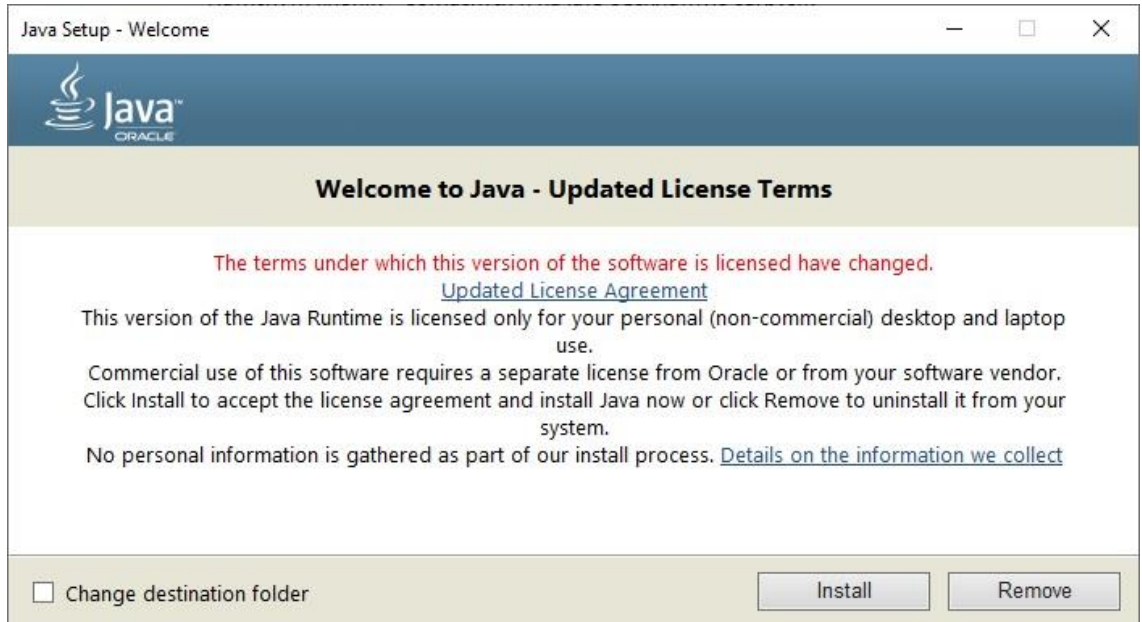 Java Setup - Welcome
Java™
ORACLE
Welcome to Java - Updated License Terms
The terms under which this version of the software is licensed have changed.
Updated License Agreement
This version of the Java Runtime is licensed only for your personal (non-commercial) desktop and laptop
use.
Commercial use of this software requires a separate license from Oracle or from your software vendor.
Click Install to accept the license agreement and install Java now or click Remove to uninstall it from your
system.
No personal information is gathered as part of our install process. Details on the information we collect
Change destination folder
Install
Remove